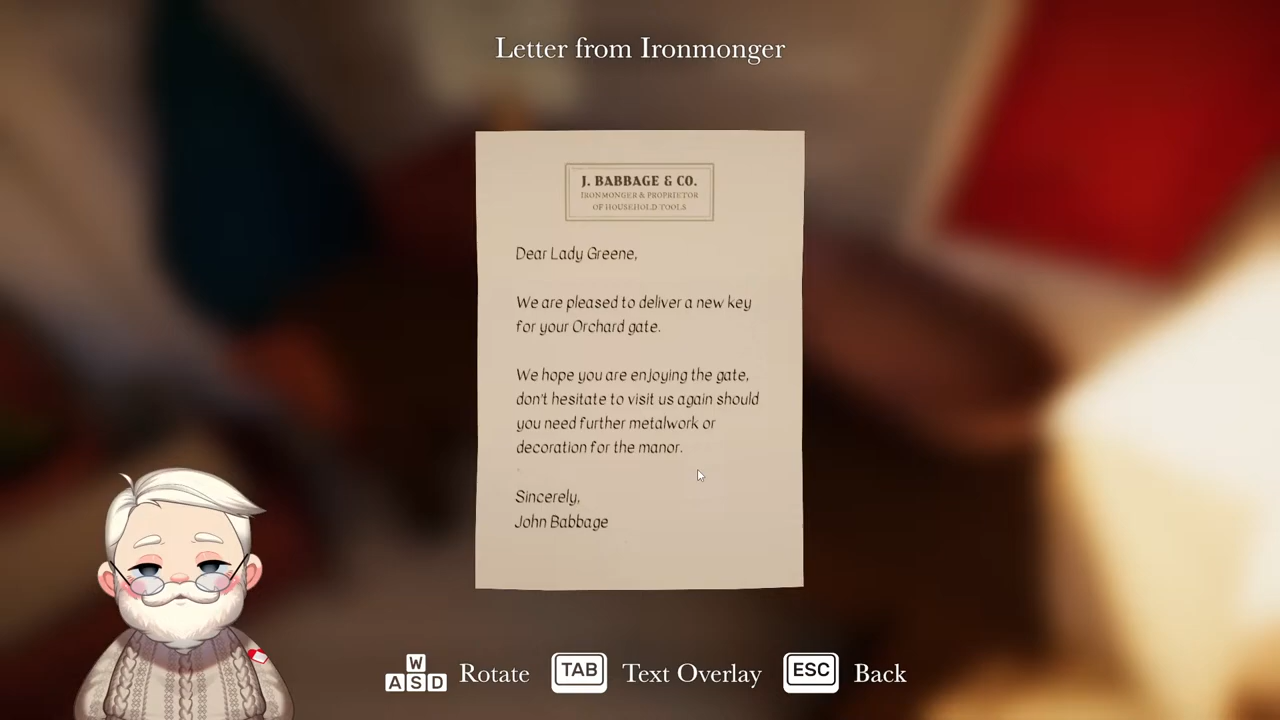 Letter from Ironmonger
J. BABBAGE & CO.
IRONMONGER & PROPRIETOR
OF HOUSEHOLD TOOLS
Dear Lady Greene,
We are pleased to deliver a new key
for your Orchard gate.
We hope you are enjoying the gate,
don't hesitate to visit us again should
you need further metalwork or
decoration for the manor.
Sincerely,
John Babbage
W
A S D Rotate TAB Text Overlay ESC Back